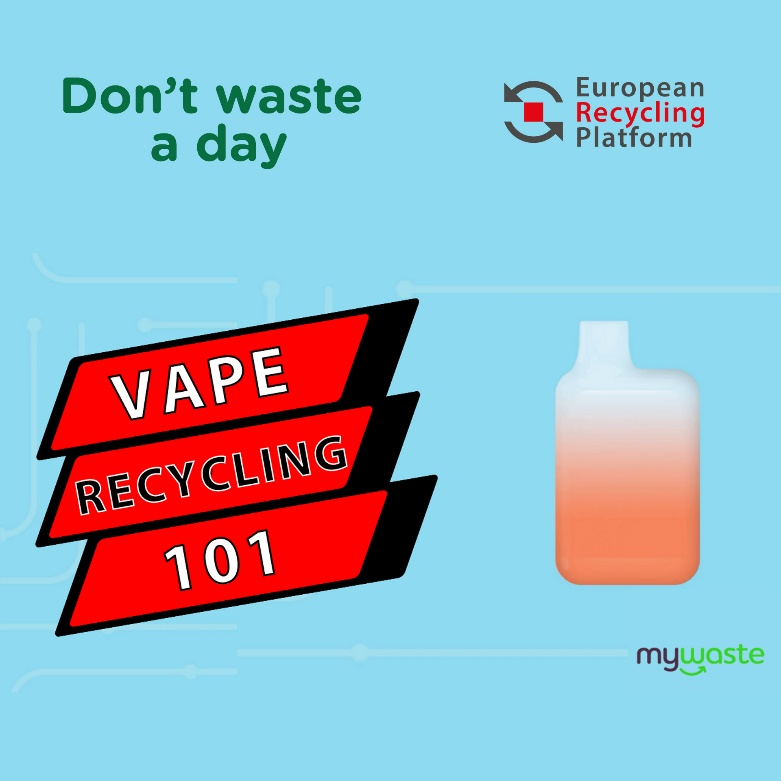 Don't waste
a day
European
Recycling
Platform
VAPE
RECYCLING
101
mywaste